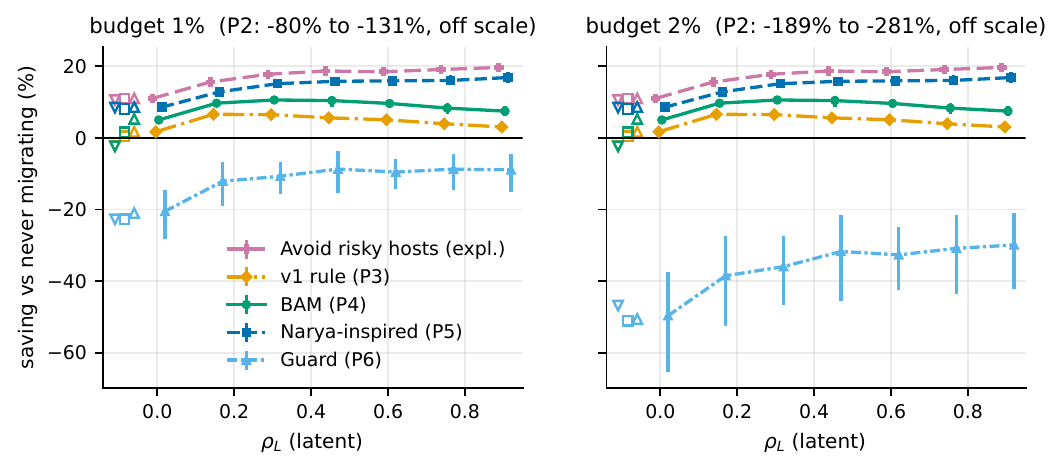 budget 1%  (P2: -80% to -131%, off scale)
budget 2%  (P2: -189% to -281%, off scale)
saving vs never migrating (%)
20
0
−20
−40
−60
Avoid risky hosts (expl.)
v1 rule (P3)
BAM (P4)
Narya-inspired (P5)
Guard (P6)
0.0 0.2 0.4 0.6 0.8
0.0 0.2 0.4 0.6 0.8
ρL (latent)
ρL (latent)